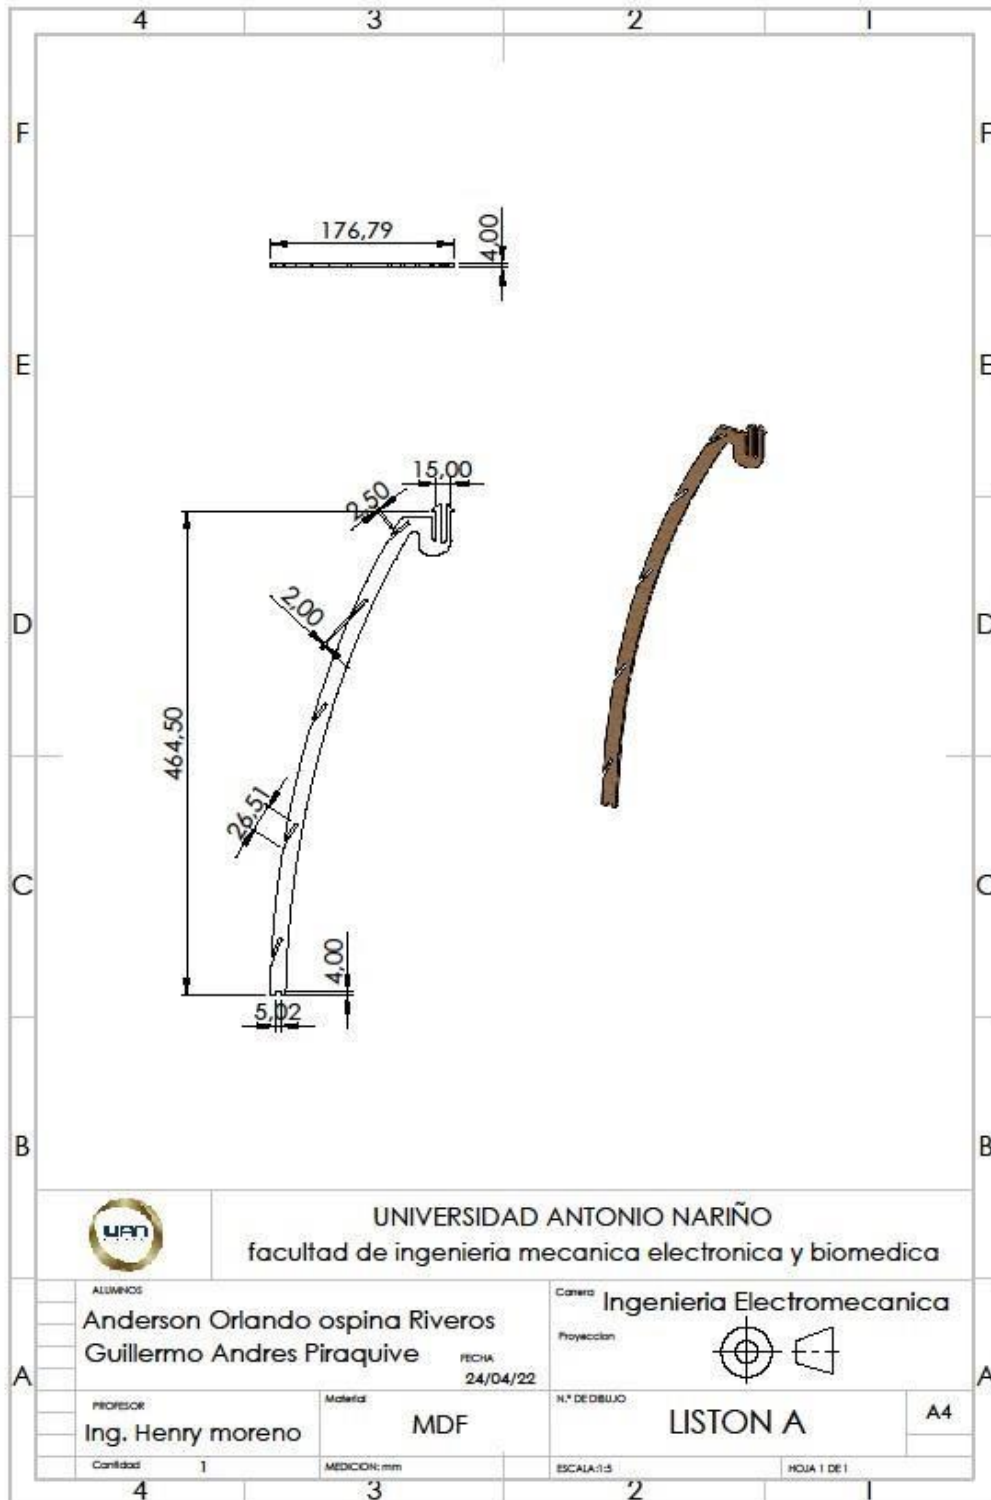 4 3 2 1
F F
176,79
4,00
E E
15,00
2,50
D D
2,00
464,50
26,51
C C
4,00
5,02
B B
UAN
UNIVERSIDAD ANTONIO NARIÑO
facultad de ingenieria mecanica electronica y biomedica
ALUMNOS
Anderson Orlando ospina Riveros
Guillermo Andres Piraquive
FECHA
24/04/22
Carrera Ingenieria Electromecanica
Proyeccion
A A
PROFESOR
Ing. Henry moreno
Material
MDF
N.º DE DIBUJO
LISTON A
A4
Cantidad 1
MEDICION: mm
ESCALA:1:5
HOJA 1 DE 1
4 3 2 1